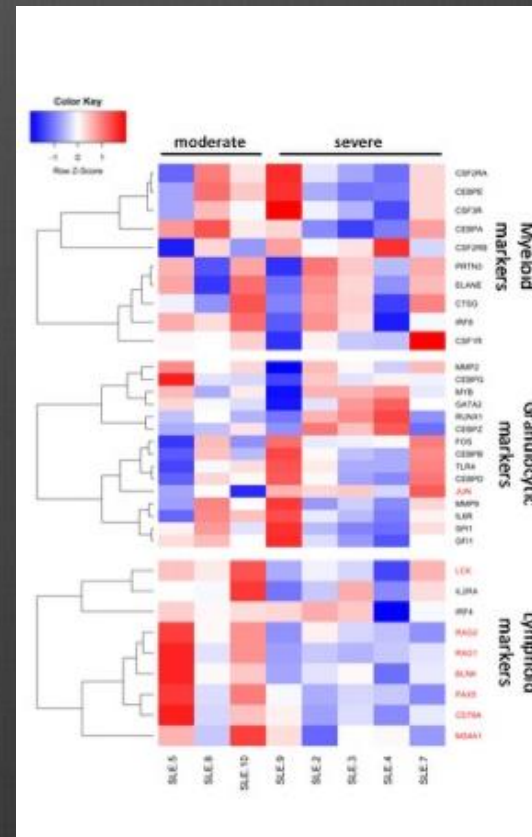 Color Key
-1 0 1
Row Z-Score
moderate severe
CSF2RA
CEBPE
CSF3R
CEBPA
CSF2RB
PRTN3
ELANE
CTSG
IRF8
CSF1R
Myeloid
markers
MMP2
CEBPG
MYB
GATA2
RUNX1
CEBPZ
FOS
CEBPB
TLR4
CEBPD
JUN
MMP9
IL6R
SPI1
GFI1
Granulocytic
markers
LCK
IL2RA
IRF4
RAG2
RAG1
BLNK
PAX5
CD79A
MS4A1
Lymphoid
markers
SLE.5
SLE.8
SLE.10
SLE.9
SLE.2
SLE.3
SLE.4
SLE.7